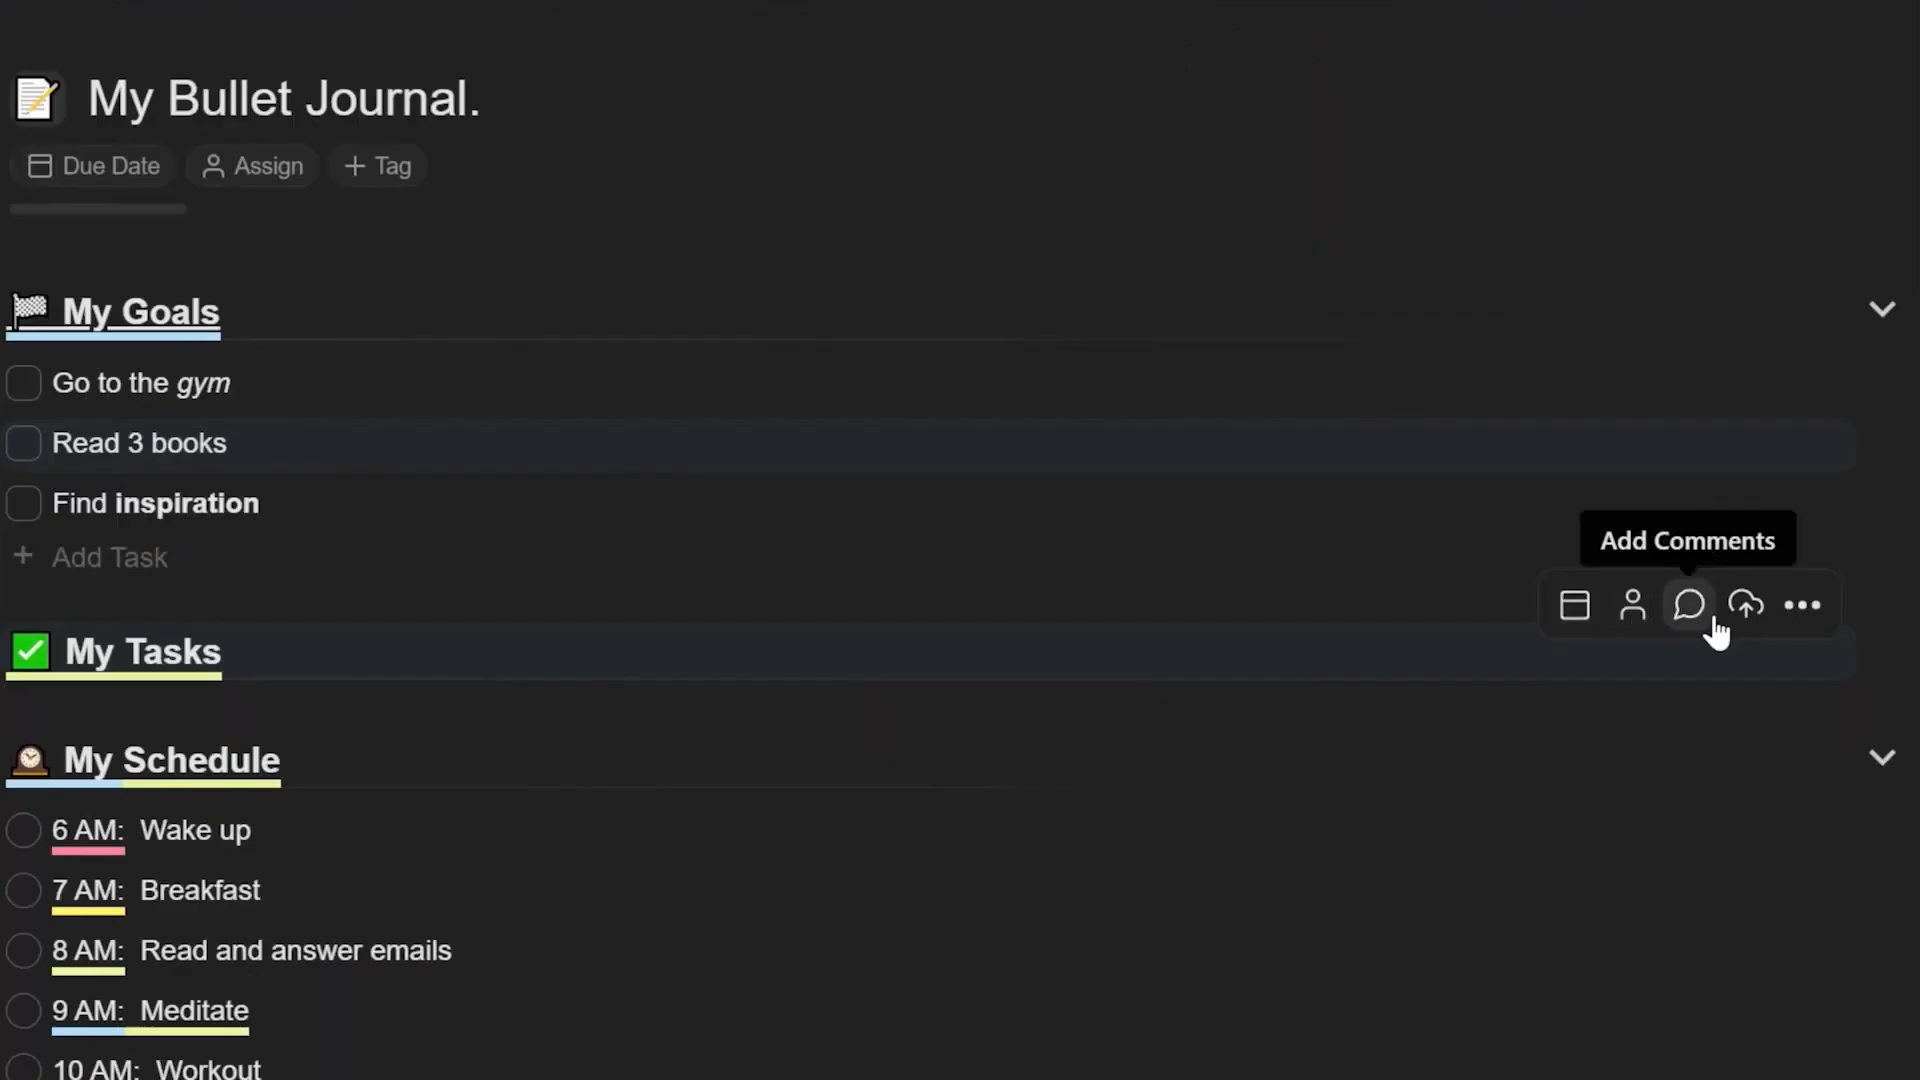 My Bullet Journal.
Due Date Assign + Tag
My Goals
Go to the gym
Read 3 books
Find inspiration
+ Add Task
Add Comments
My Tasks
My Schedule
6 AM: Wake up
7 AM: Breakfast
8 AM: Read and answer emails
9 AM: Meditate
10 AM: Workout